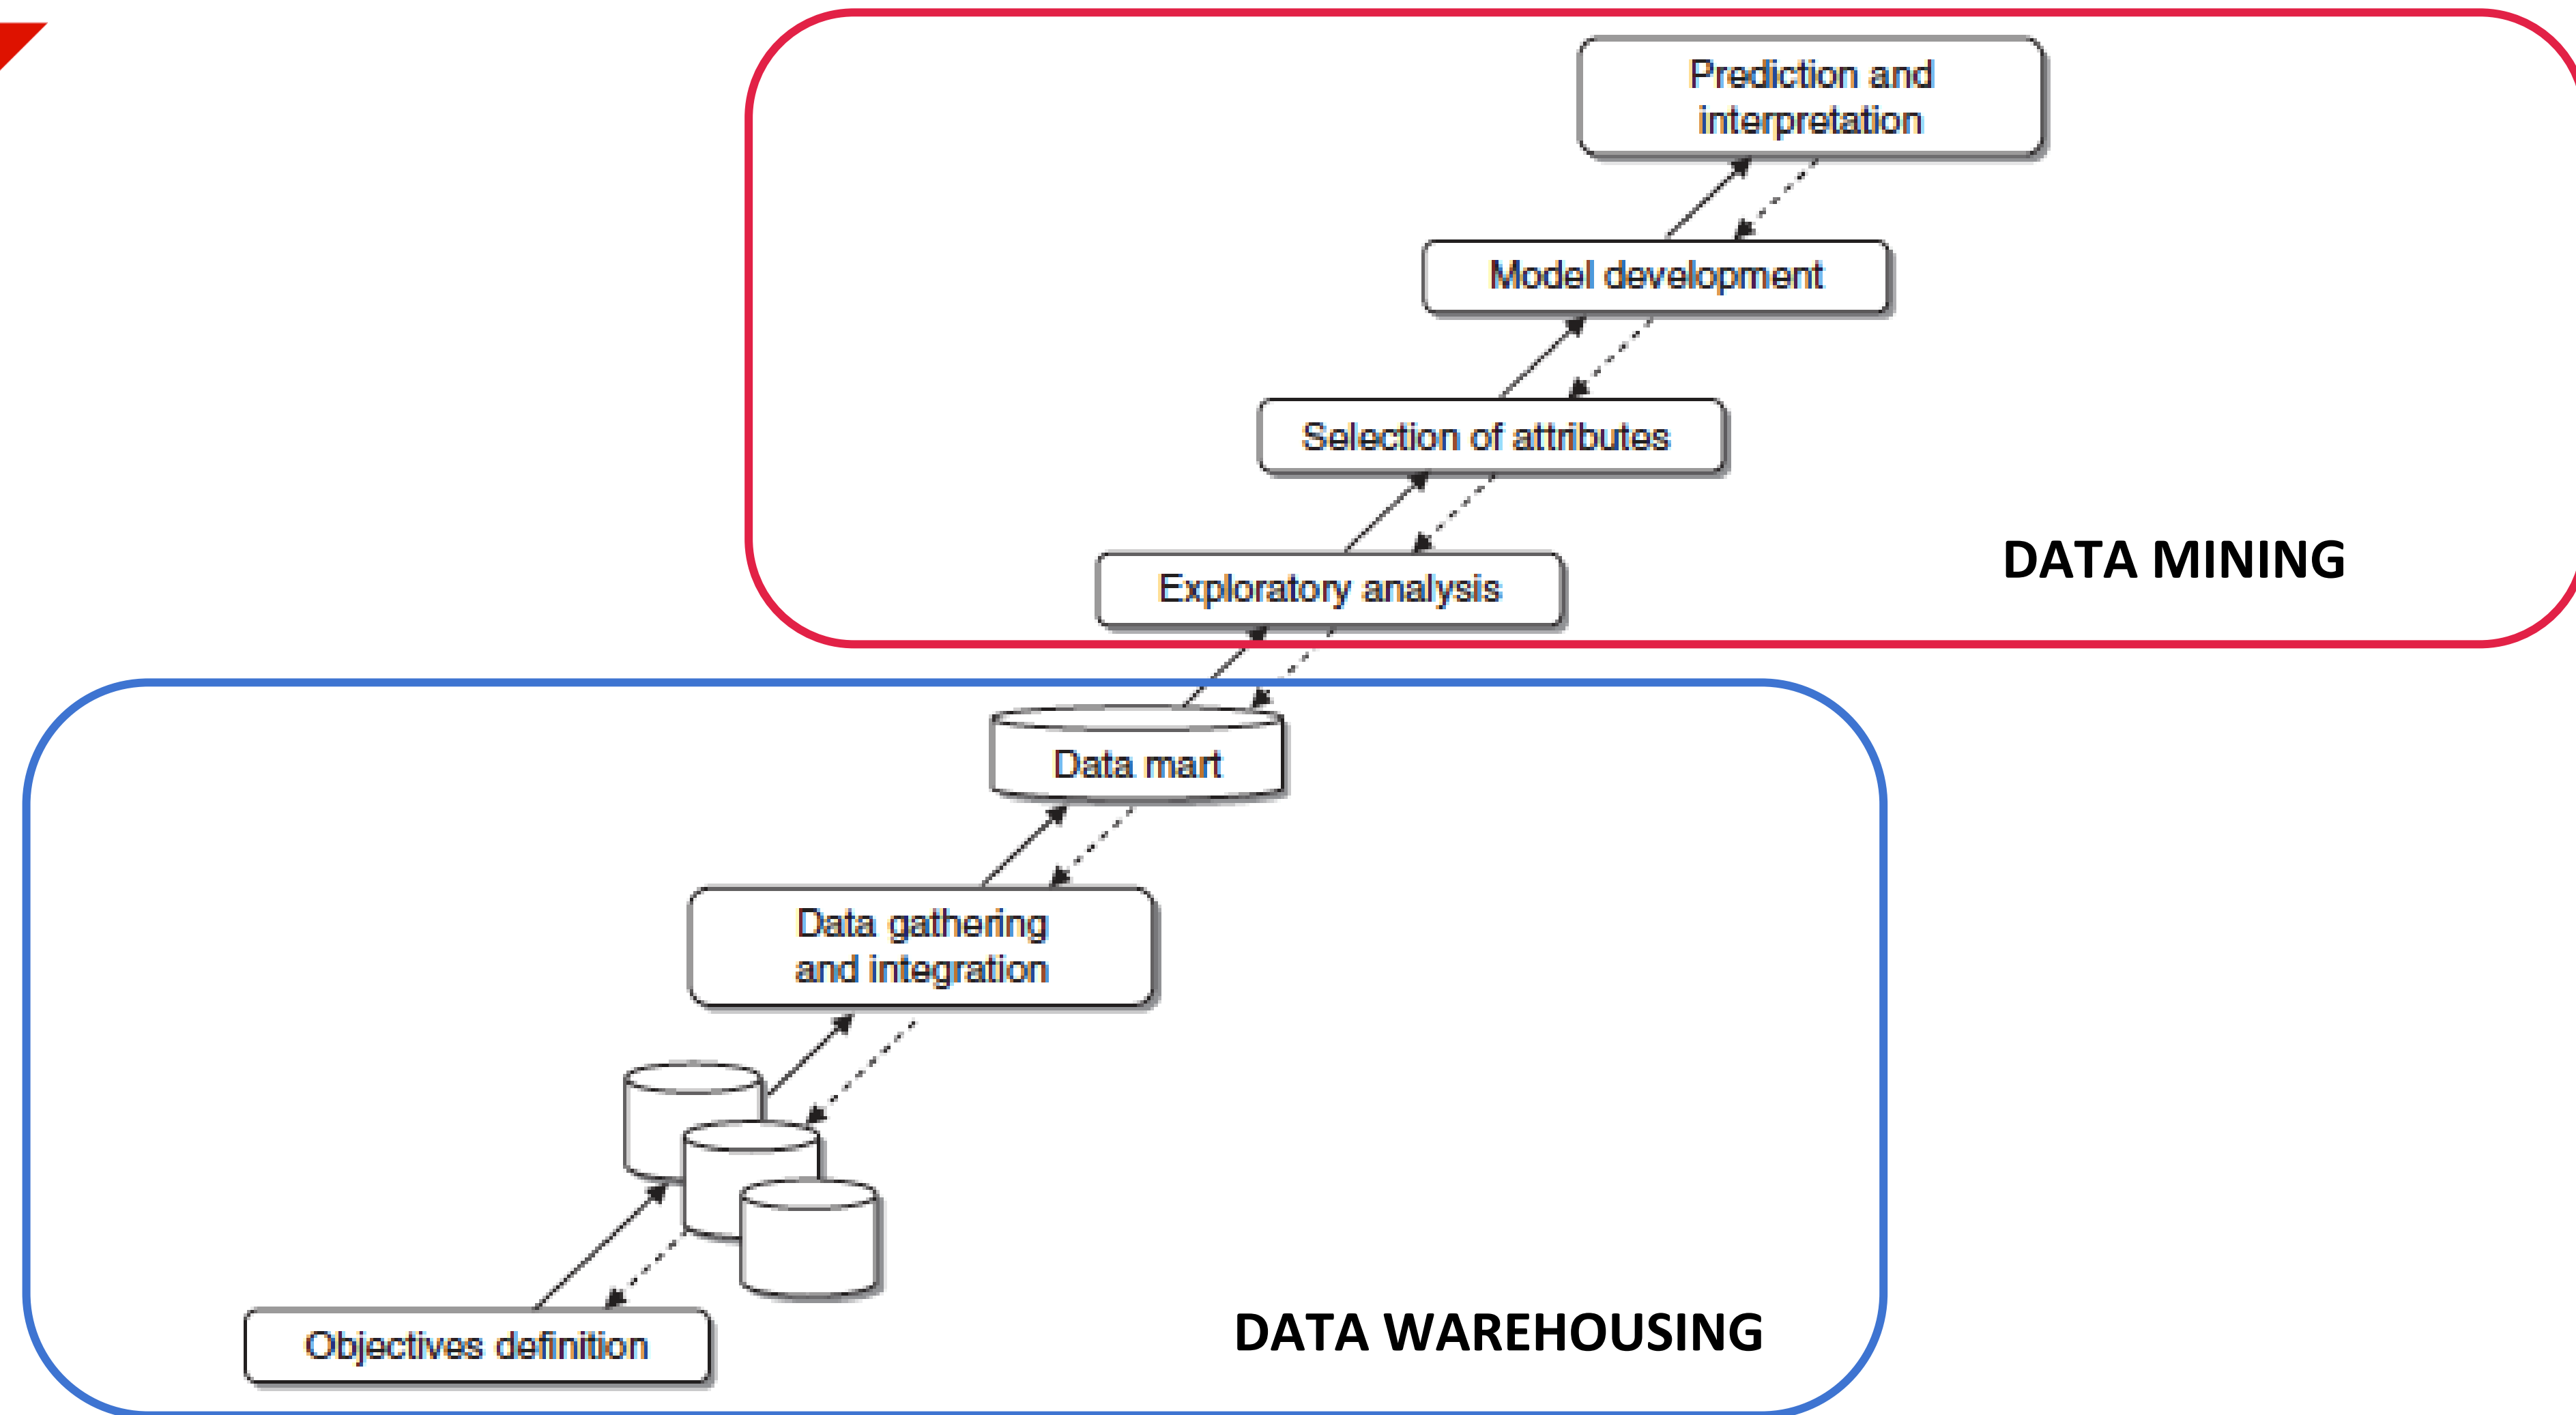 Prediction and
interpretation
Model development
Selection of attributes
Exploratory analysis
DATA MINING
Data mart
Data gathering
and integration
Objectives definition
DATA WAREHOUSING